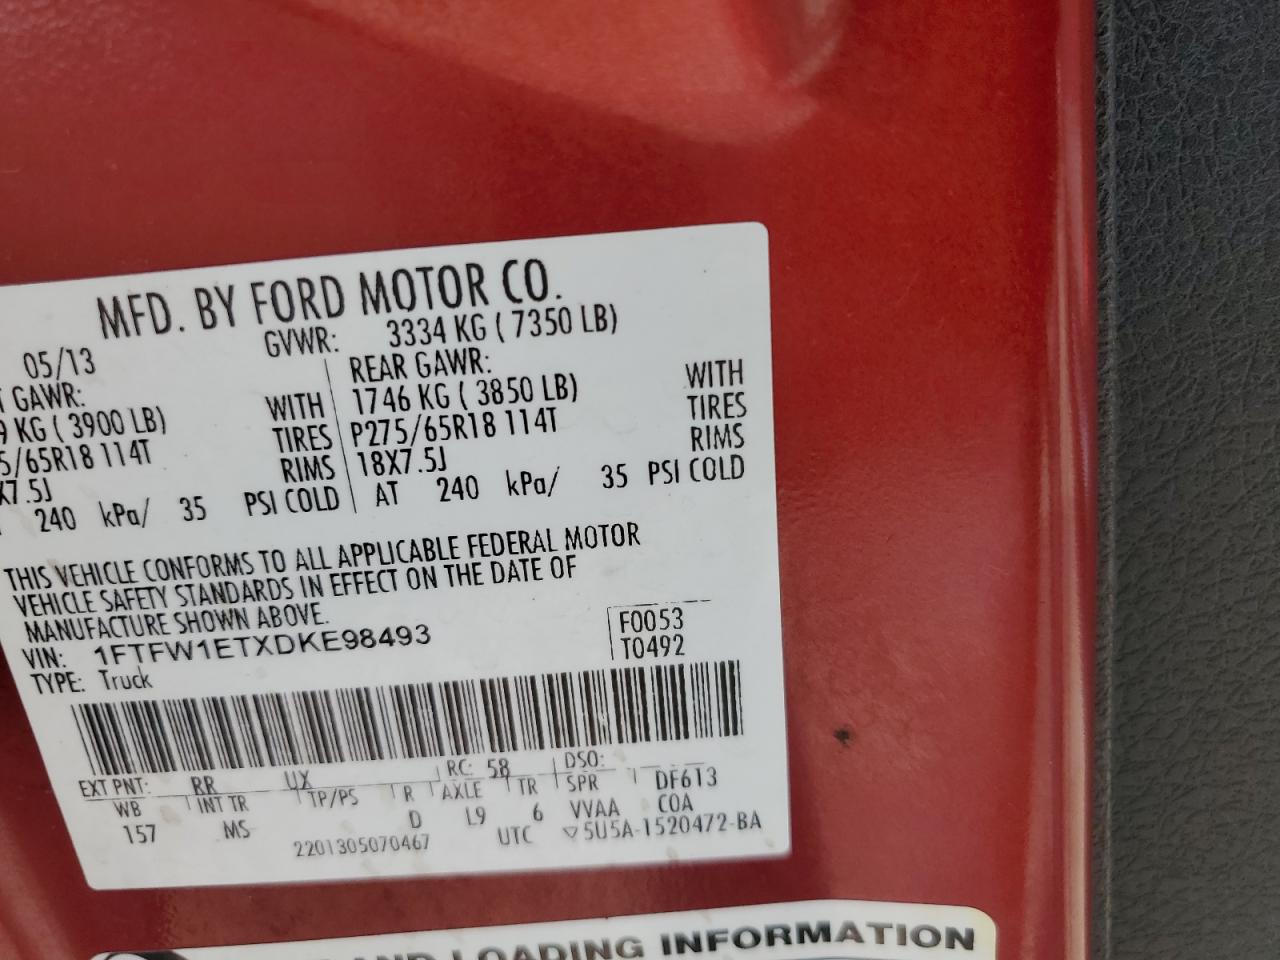 MFD. BY FORD MOTOR CO.
05/13 GVWR: 3334 KG ( 7350 LB)
GAWR: REAR GAWR:
KG ( 3900 LB) WITH 1746 KG ( 3850 LB) WITH
5/65R18 114T TIRES P275/65R18 114T TIRES
X7.5J RIMS 18X7.5J RIMS
240 kPa/ 35 PSI COLD AT 240 kPa/ 35 PSI COLD
THIS VEHICLE CONFORMS TO ALL APPLICABLE FEDERAL MOTOR
VEHICLE SAFETY STANDARDS IN EFFECT ON THE DATE OF
MANUFACTURE SHOWN ABOVE.
VIN: 1FTFW1ETXDKE98493 F0053
TYPE: Truck T0492
EXT PNT: RR UX RC: 58 DSO:
WB INT TR TP/PS R AXLE TR SPR DF613
157 MS D L9 6 VVAA COA
2201305070467 UTC ▽5U5A-1520472-BA
AND LOADING INFORMATION